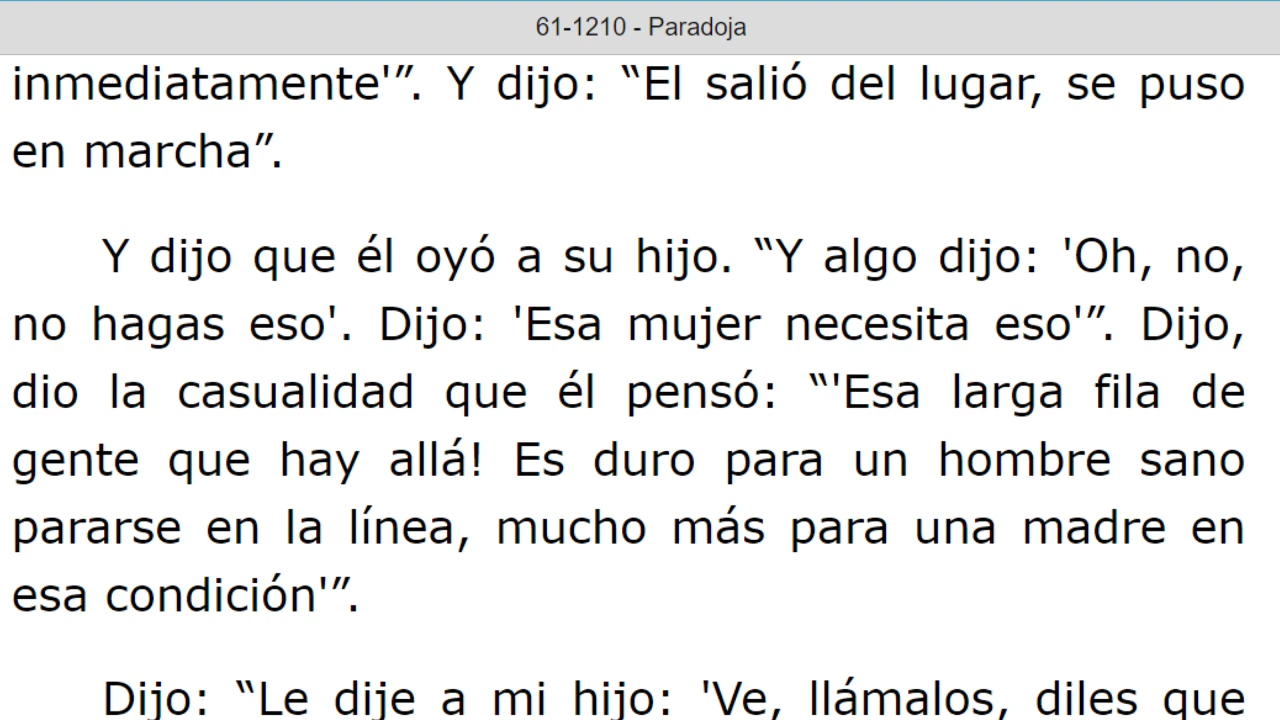 61-1210 - Paradoja
inmediatamente'”. Y dijo: “El salió del lugar, se puso
en marcha”.
Y dijo que él oyó a su hijo. “Y algo dijo: 'Oh, no,
no hagas eso'. Dijo: 'Esa mujer necesita eso'”. Dijo,
dio la casualidad que él pensó: “'Esa larga fila de
gente que hay allá! Es duro para un hombre sano
pararse en la línea, mucho más para una madre en
esa condición'”.
Dijo: “Le dije a mi hijo: 'Ve, llámalos, diles que